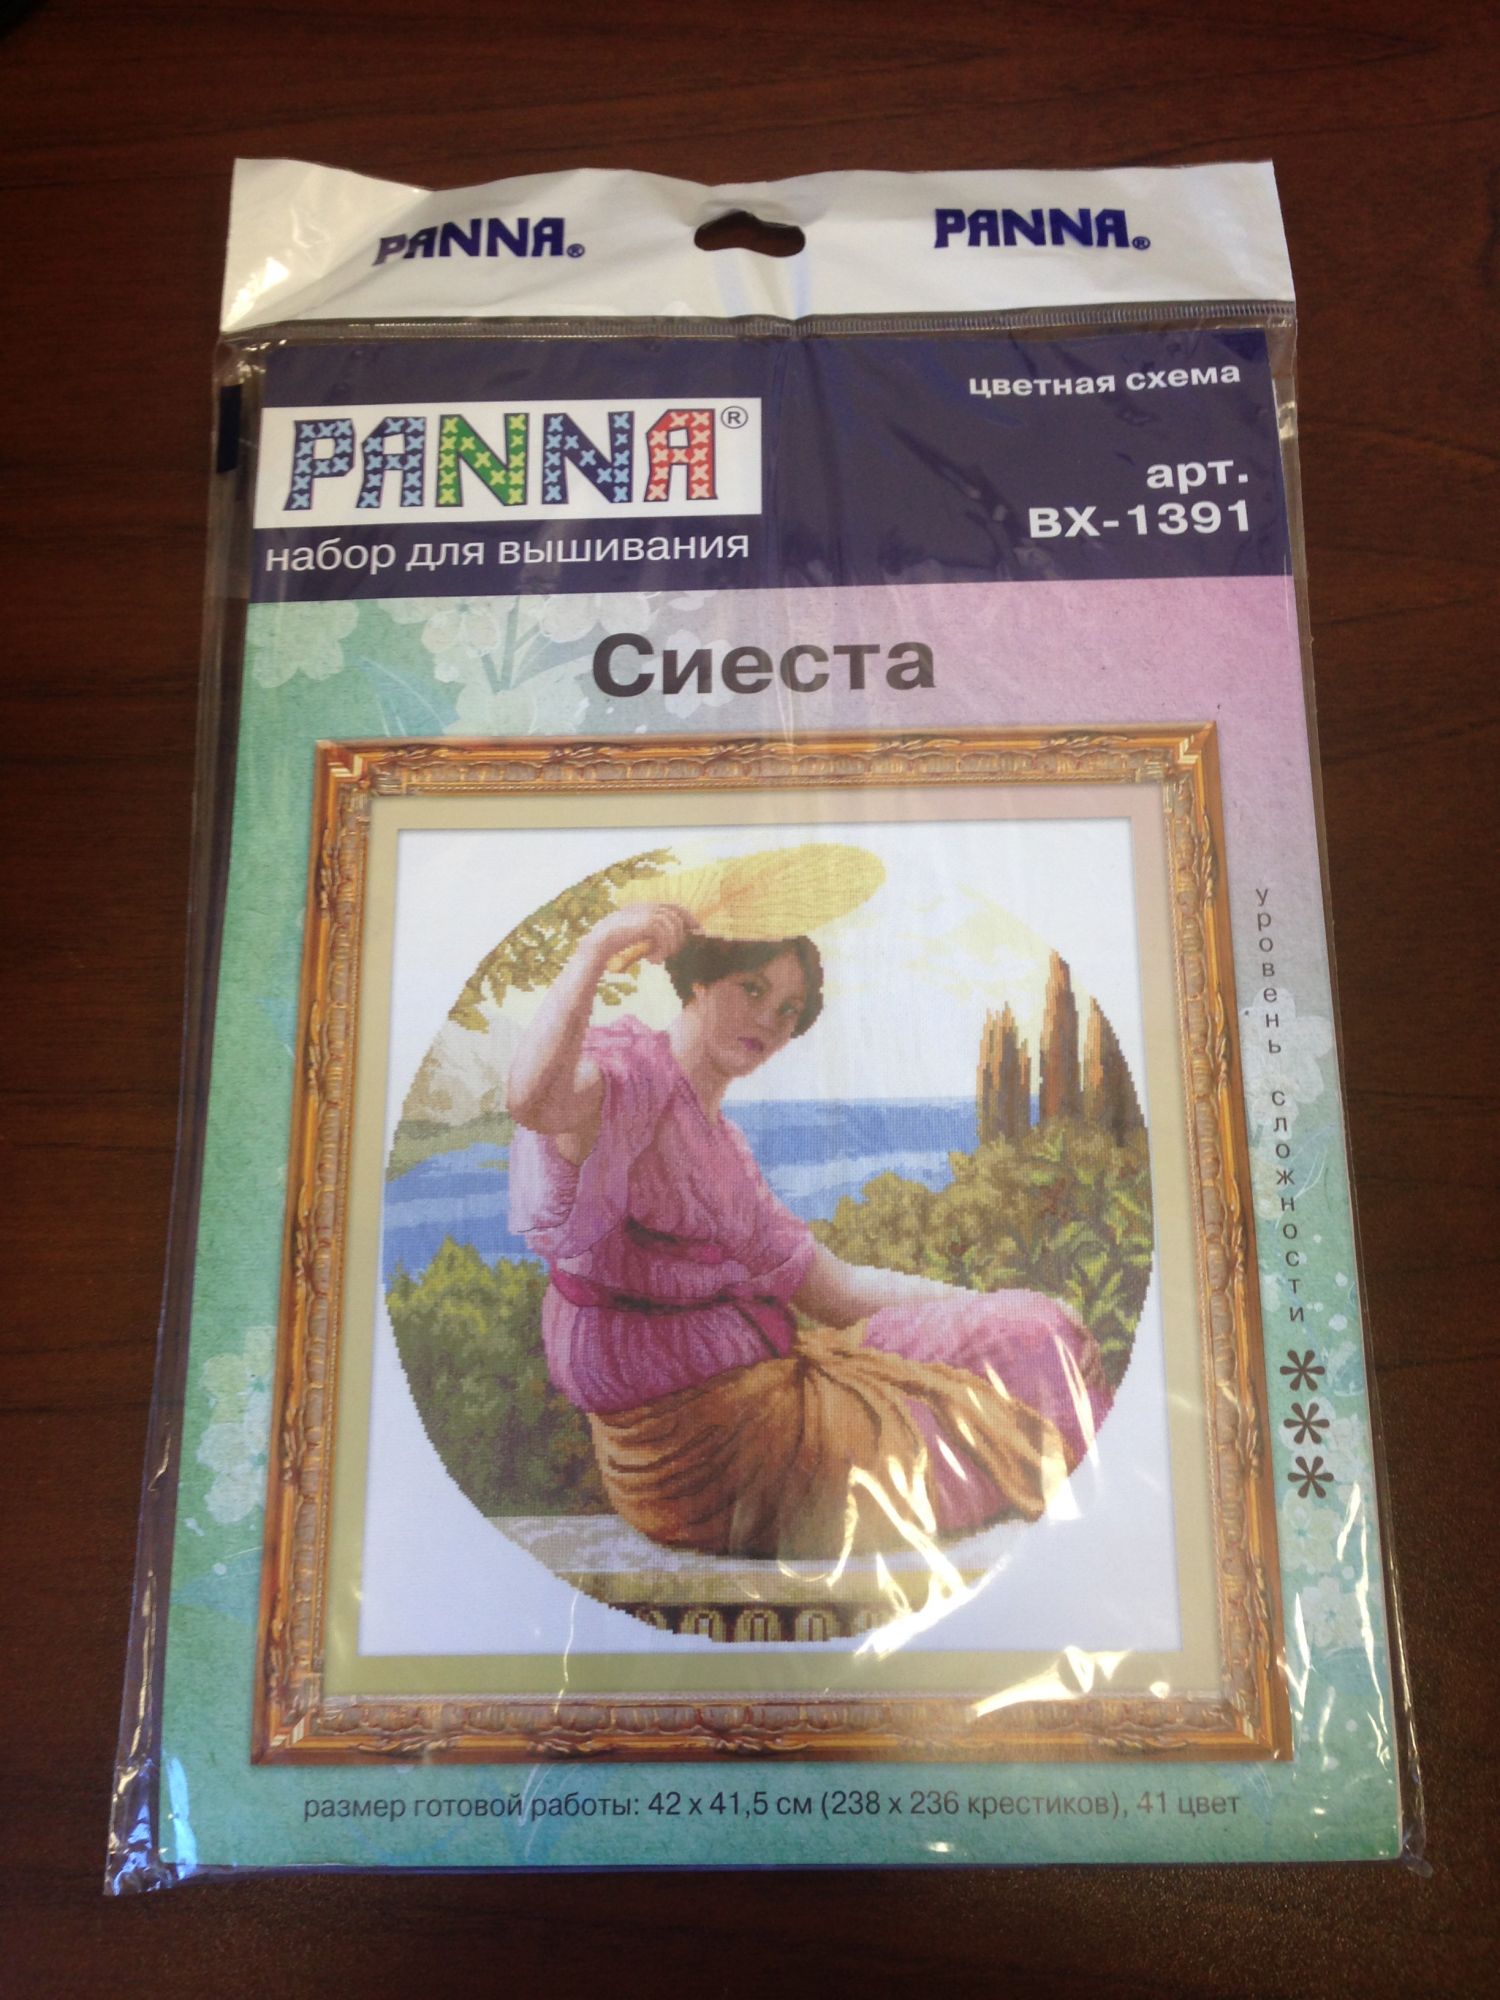 PANNA®
PANNA®
цветная схема
PANNA®
арт.
ВХ-1391
набор для вышивания
Сиеста
уровень сложности ***
размер готовой работы: 42 х 41,5 см (238 х 236 крестиков), 41 цвет